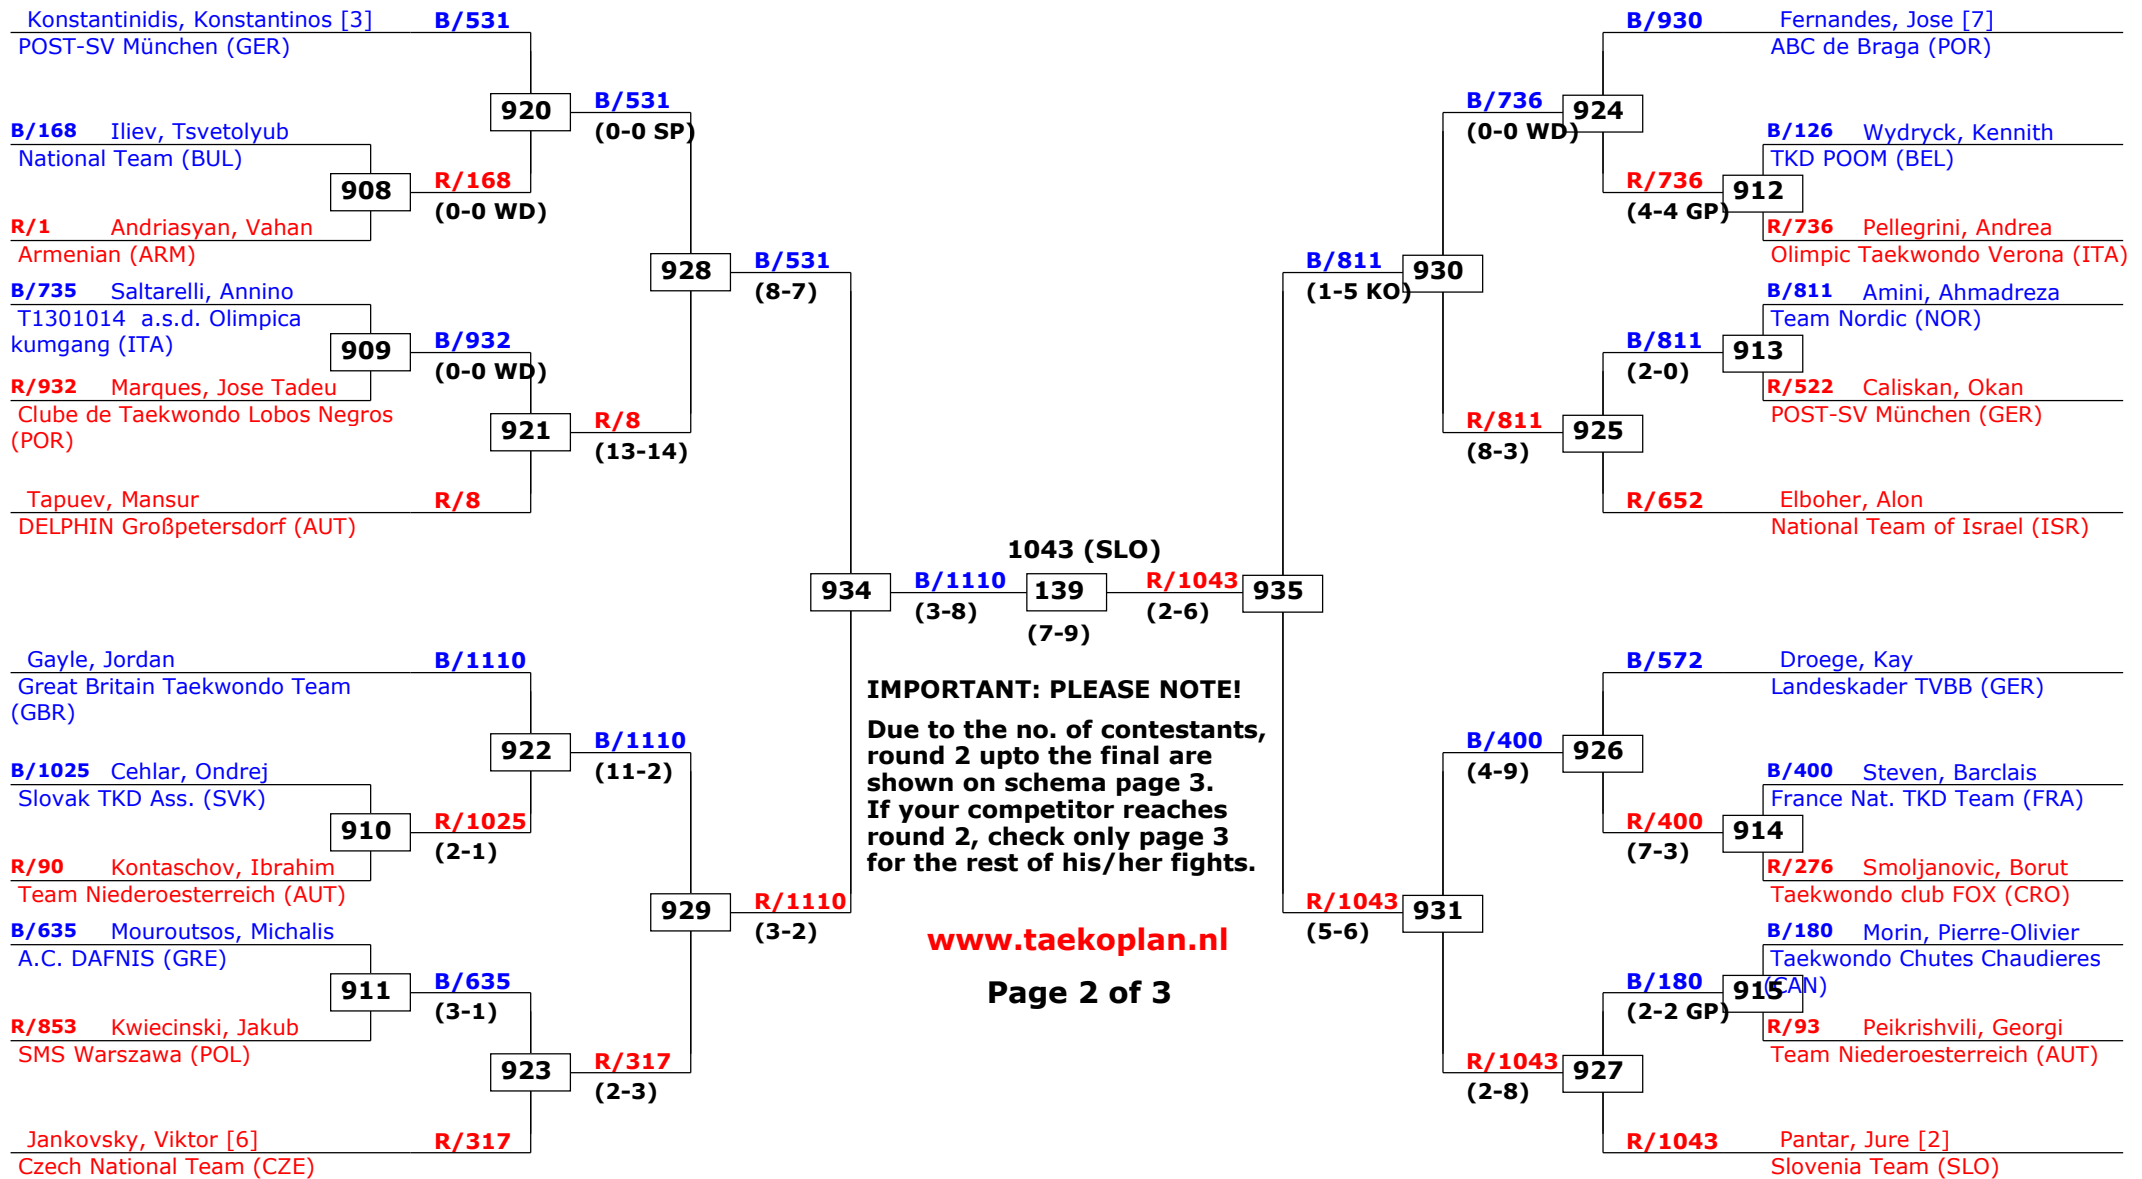 Konstantinidis, Konstantinos [3]
B/531
POST-SV München (GER)
920
B/531
(0-0 SP)
B/168 Iliev, Tsvetolyub
National Team (BUL)
908
R/168
(0-0 WD)
R/1 Andriasyan, Vahan
Armenian (ARM)
928
B/531
(8-7)
B/735 Saltarelli, Annino
T1301014 a.s.d. Olimpica
kumgang (ITA)
909
B/932
(0-0 WD)
R/932 Marques, Jose Tadeu
Clube de Taekwondo Lobos Negros
(POR)
921
R/8
(13-14)
Tapuev, Mansur
R/8
DELPHIN Großpetersdorf (AUT)
934
B/1110
(3-8)
1043 (SLO)
139
(7-9)
R/1043
(2-6)
935
Gayle, Jordan
B/1110
Great Britain Taekwondo Team
(GBR)
922
B/1110
(11-2)
B/1025 Cehlar, Ondrej
Slovak TKD Ass. (SVK)
910
R/1025
(2-1)
R/90 Kontaschov, Ibrahim
Team Niederoesterreich (AUT)
929
R/1110
(3-2)
B/635 Mouroutsos, Michalis
A.C. DAFNIS (GRE)
911
B/635
(3-1)
R/853 Kwiecinski, Jakub
SMS Warszawa (POL)
923
R/317
(2-3)
Jankovsky, Viktor [6]
R/317
Czech National Team (CZE)
IMPORTANT: PLEASE NOTE!
Due to the no. of contestants,
round 2 upto the final are
shown on schema page 3.
If your competitor reaches
round 2, check only page 3
for the rest of his/her fights.
www.taekoplan.nl
Page 2 of 3
B/930 Fernandes, Jose [7]
ABC de Braga (POR)
B/736
(0-0 WD)
924
B/126 Wydryck, Kennith
TKD POOM (BEL)
R/736
(4-4 GP)
912
R/736 Pellegrini, Andrea
Olimpic Taekwondo Verona (ITA)
B/811
(1-5 KO)
930
B/811 Amini, Ahmadreza
Team Nordic (NOR)
B/811
(2-0)
913
R/522 Caliskan, Okan
POST-SV München (GER)
R/811
(8-3)
925
R/652 Elboher, Alon
National Team of Israel (ISR)
B/572 Droege, Kay
Landeskader TVBB (GER)
B/400
(4-9)
926
B/400 Steven, Barclais
France Nat. TKD Team (FRA)
R/400
(7-3)
914
R/276 Smoljanovic, Borut
Taekwondo club FOX (CRO)
R/1043
(5-6)
931
B/180 Morin, Pierre-Olivier
Taekwondo Chutes Chaudieres
(CAN)
B/180
(2-2 GP)
915
R/93 Peikrishvili, Georgi
Team Niederoesterreich (AUT)
R/1043
(2-8)
927
R/1043 Pantar, Jure [2]
Slovenia Team (SLO)